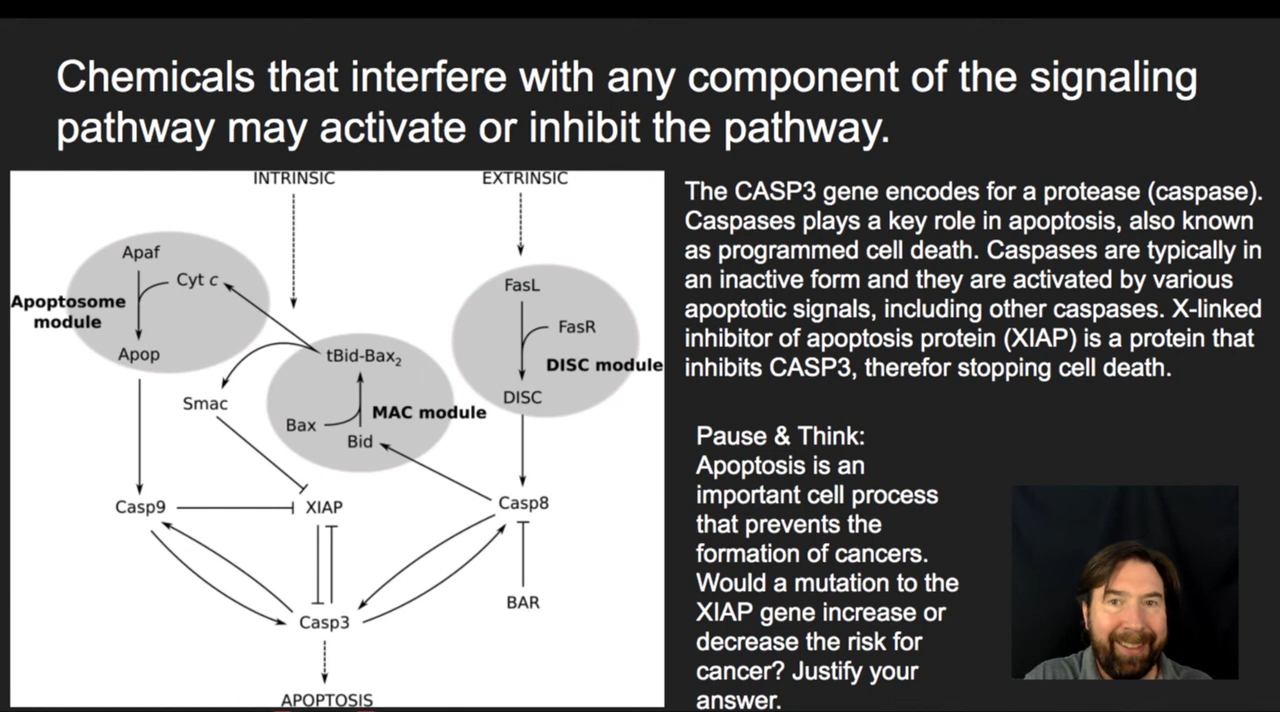 Chemicals that interfere with any component of the signaling
pathway may activate or inhibit the pathway.
INTRINSIC
EXTRINSIC
Apaf
Cyt c
Apoptosome
module
Apop
FasL
FasR
DISC module
DISC
tBid-Bax₂
Smac
MAC module
Bax
Bid
Casp9
XIAP
Casp8
BAR
Casp3
APOPTOSIS
The CASP3 gene encodes for a protease (caspase).
Caspases plays a key role in apoptosis, also known
as programmed cell death. Caspases are typically in
an inactive form and they are activated by various
apoptotic signals, including other caspases. X-linked
inhibitor of apoptosis protein (XIAP) is a protein that
inhibits CASP3, therefor stopping cell death.
Pause & Think:
Apoptosis is an
important cell process
that prevents the
formation of cancers.
Would a mutation to the
XIAP gene increase or
decrease the risk for
cancer? Justify your
answer.